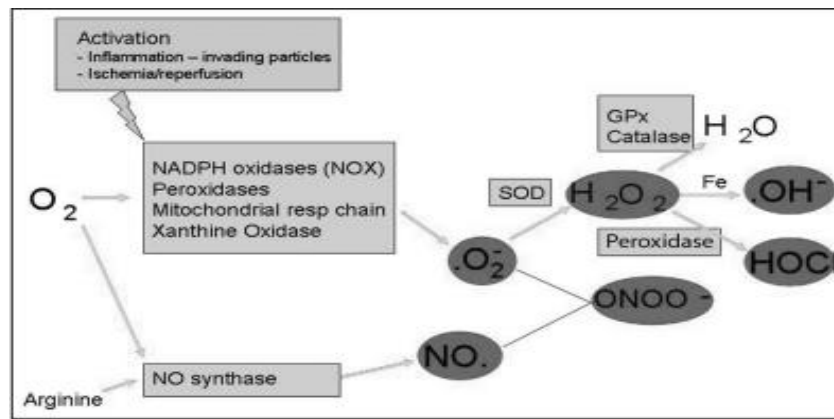 Activation
- Inflammation – invading particles
- Ischemia/reperfusion
O 2
NADPH oxidases (NOX)
Peroxidases
Mitochondrial resp chain
Xanthine Oxidase
.O2-
SOD
H 2O 2
GPx
Catalase
H 2O
Fe
.OH-
Peroxidase
HOCl
ONOO -
NO.
NO synthase
Arginine